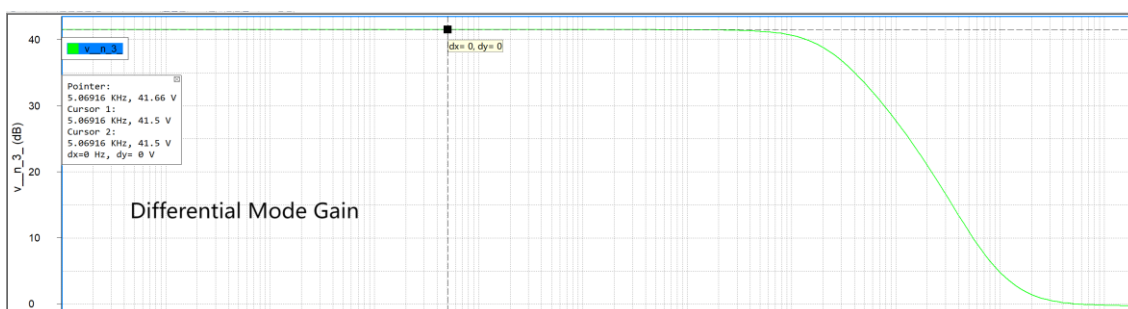 40
v__n_3_
dx= 0, dy= 0
Pointer:
5.06916 KHz, 41.66 V
Cursor 1:
5.06916 KHz, 41.5 V
Cursor 2:
5.06916 KHz, 41.5 V
dx=0 Hz, dy= 0 V
30
v__n_3_ (dB)
20
Differential Mode Gain
10
0